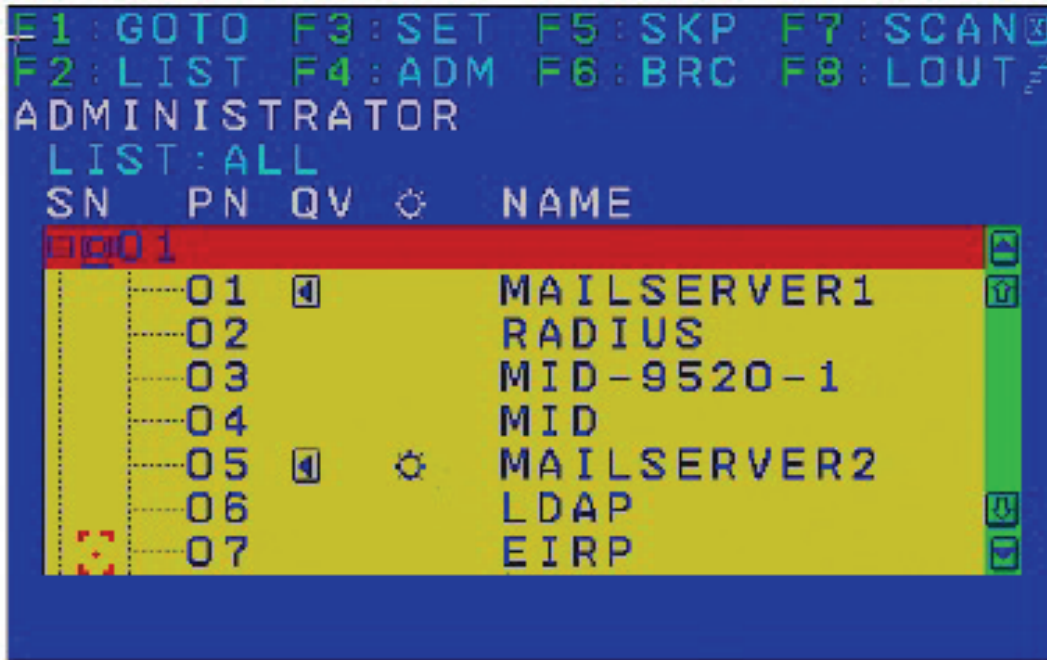 F1:GOTO F3:SET F5:SKP F7:SCAN
F2:LIST F4:ADM F6:BRC F8:LOUT
ADMINISTRATOR
LIST:ALL
SN PN QV NAME
01
01 MAILSERVER1
02 RADIUS
03 MID-9520-1
04 MID
05 MAILSERVER2
06 LDAP
07 EIRP